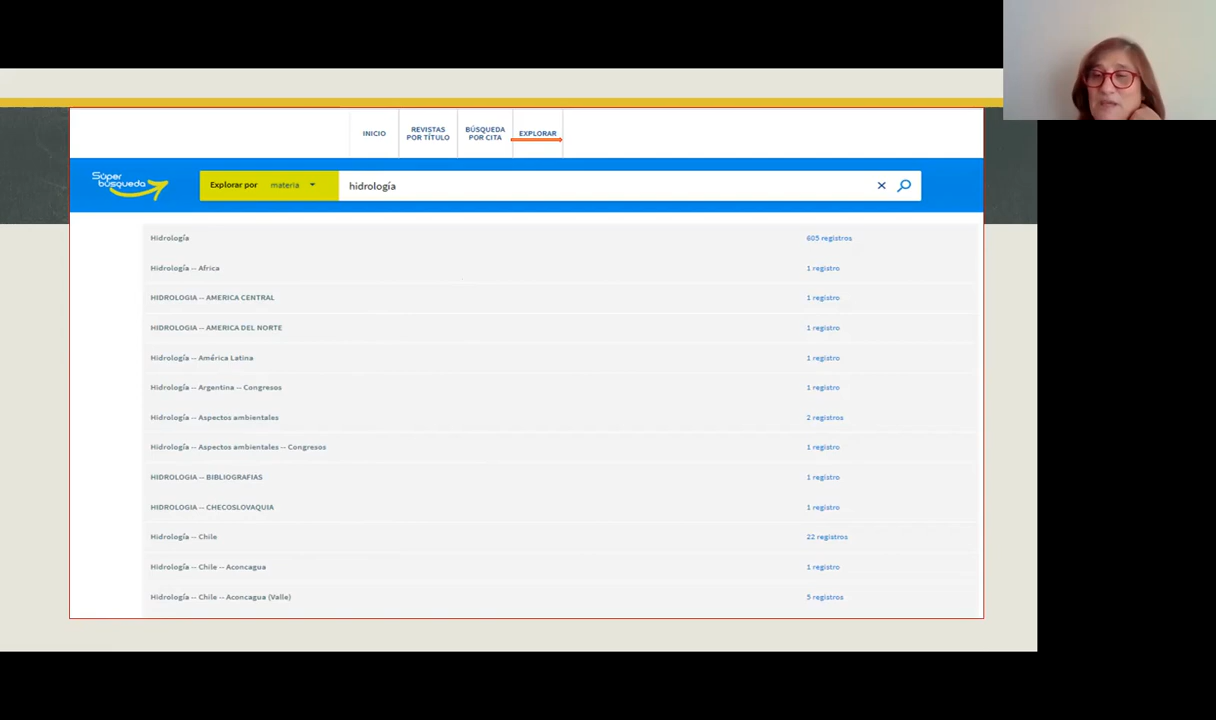 INICIO
REVISTAS POR TÍTULO
BÚSQUEDA POR CITA
EXPLORAR
Súper búsqueda
Explorar por materia
hidrología
Hidrología 605 registros
Hidrología -- Africa 1 registro
HIDROLOGIA -- AMERICA CENTRAL 1 registro
HIDROLOGIA -- AMERICA DEL NORTE 1 registro
Hidrología -- América Latina 1 registro
Hidrología -- Argentina -- Congresos 1 registro
Hidrología -- Aspectos ambientales 2 registros
Hidrología -- Aspectos ambientales -- Congresos 1 registro
HIDROLOGIA -- BIBLIOGRAFIAS 1 registro
HIDROLOGIA -- CHECOSLOVAQUIA 1 registro
Hidrología -- Chile 22 registros
Hidrología -- Chile -- Aconcagua 1 registro
Hidrología -- Chile -- Aconcagua (Valle) 5 registros